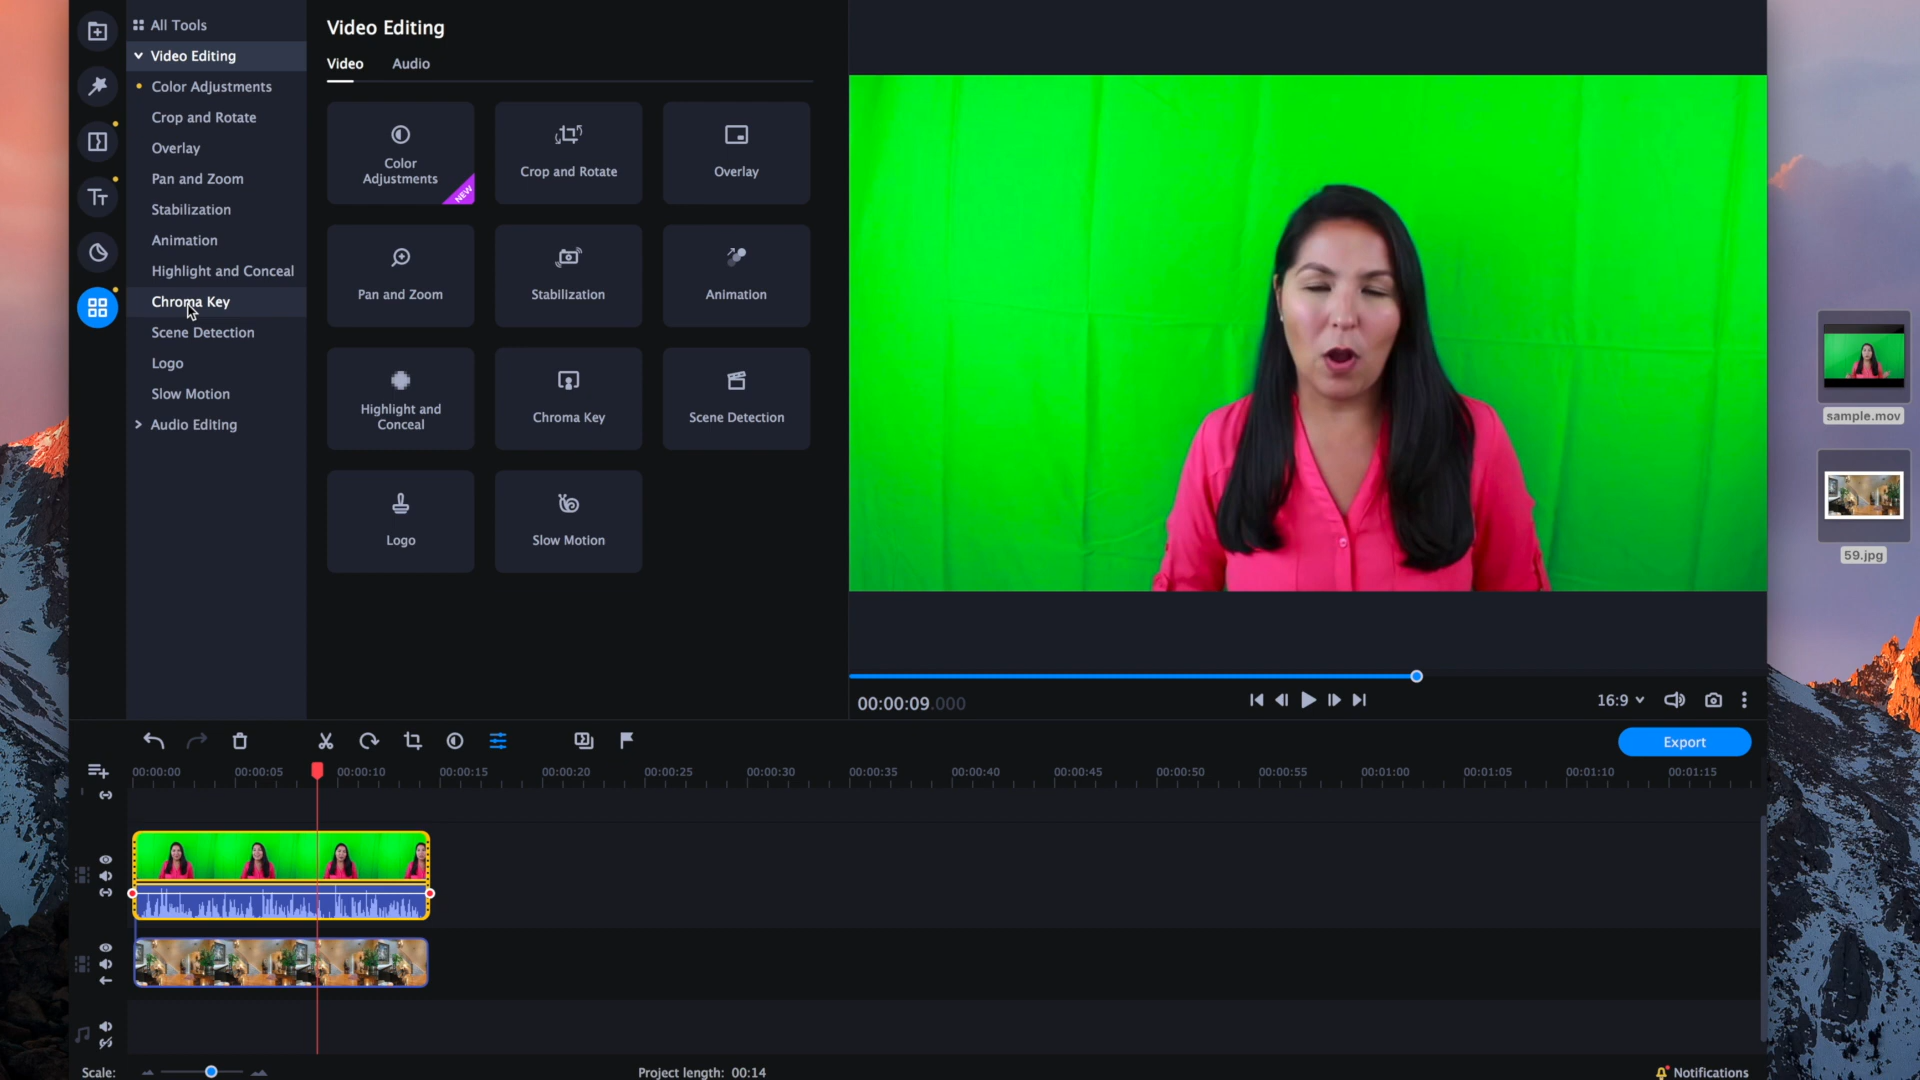 All Tools
Video Editing
Color Adjustments
Crop and Rotate
Overlay
Pan and Zoom
Stabilization
Animation
Highlight and Conceal
Chroma Key
Scene Detection
Logo
Slow Motion
Audio Editing
Video Editing
Video Audio
Color
Adjustments
NEW
Crop and Rotate
Overlay
Pan and Zoom
Stabilization
Animation
Highlight and
Conceal
Chroma Key
Scene Detection
Logo
Slow Motion
00:00:09.000
16:9
sample.mov
59.jpg
Export
00:00:00 00:00:05 00:00:10 00:00:15 00:00:20 00:00:25 00:00:30 00:00:35 00:00:40 00:00:45 00:00:50 00:00:55 00:01:00 00:01:05 00:01:10 00:01:15
Scale:
Project length: 00:14
Notifications